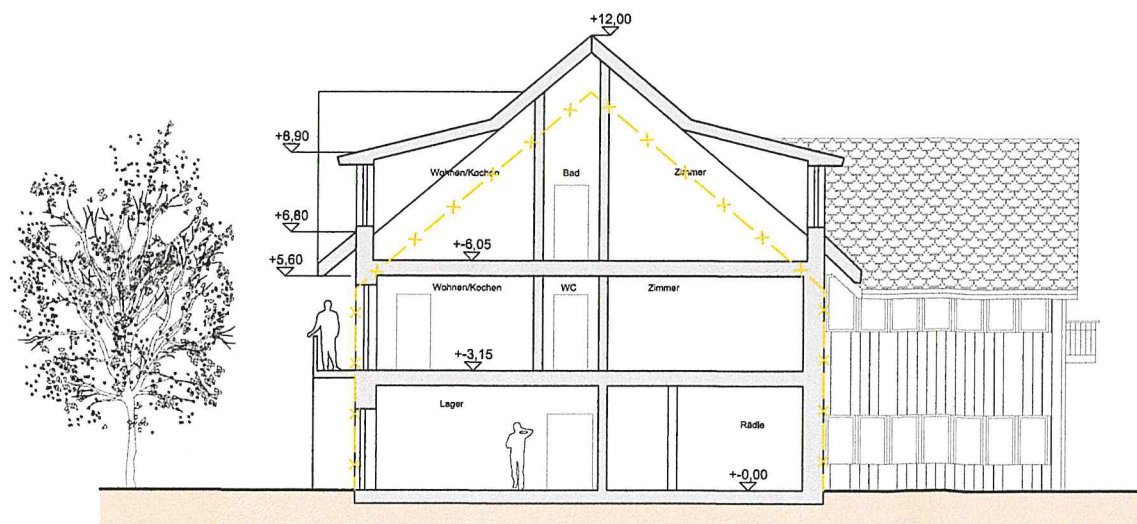 +12,00
+8,90
Wohnen/Kochen
Bad
Zimmer
+6,80
+-6,05
+5,60
Wohnen/Kochen
WC
Zimmer
+-3,15
Lager
Rädle
+-0,00